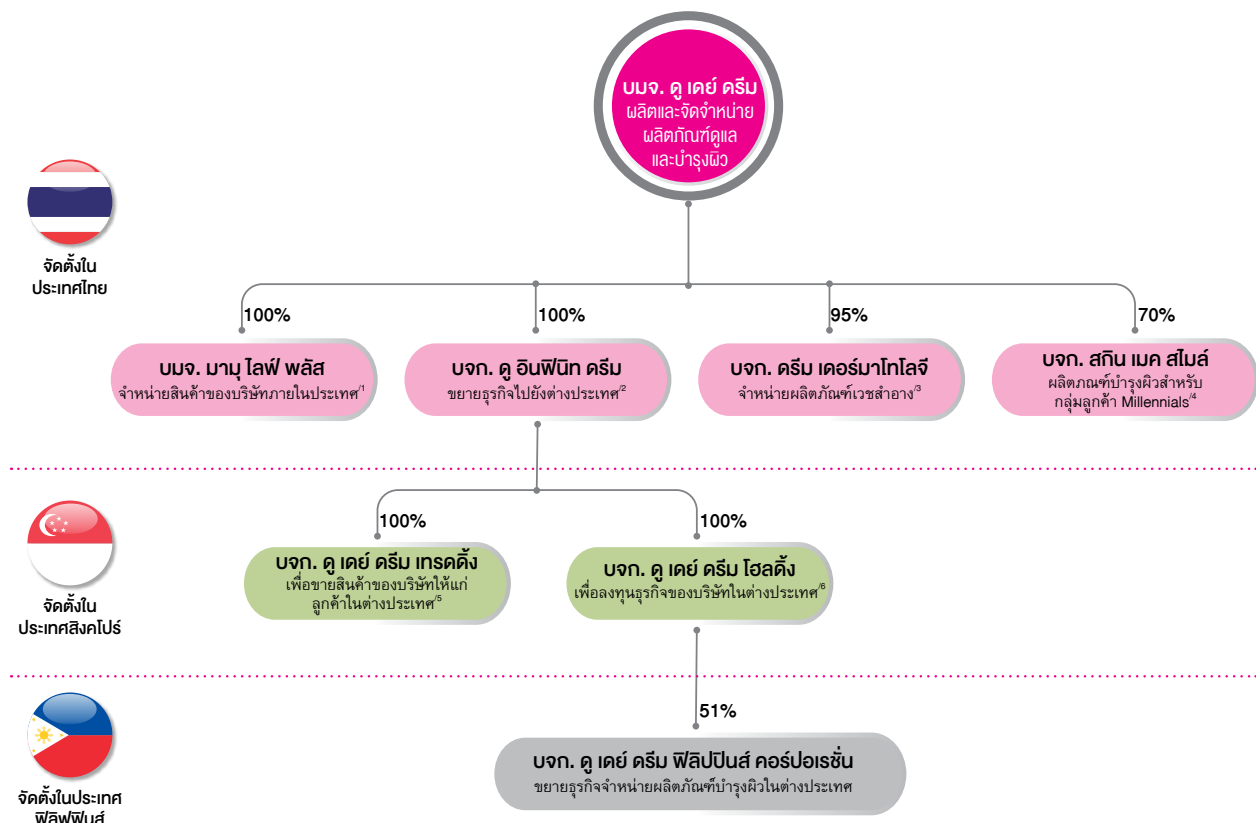 บมจ. ดู เดย์ ดรีม
ผลิตและจัดจำหน่าย
ผลิตภัณฑ์ดูแล
และบำรุงผิว
จัดตั้งใน
ประเทศไทย
100%
100%
95%
70%
บมจ. มามุ ไลฟ์ พลัส
จำหน่ายสินค้าของบริษัทภายในประเทศ/1
บจก. ดู อินฟินิท ดรีม
ขยายธุรกิจไปยังต่างประเทศ/2
บจก. ดรีม เดอร์มาโทโลจี
จำหน่ายผลิตภัณฑ์เวชสำอาง/3
บจก. สกิน เมค สไมล์
ผลิตภณฑ์บำรุงผิวสำหรับ
กลุ่มลูกค้า Millennials/4
จัดตั้งใน
ประเทศสิงคโปร์
100%
100%
บจก. ดู เดย์ ดรีม เทรดดิ้ง
เพื่อขายสินค้าของบริษัทให้แก่
ลูกค้าในต่างประเทศ/5
บจก. ดู เดย์ ดรีม โฮลดิ้ง
เพื่อลงทุนธุรกิจของบริษัทในต่างประเทศ/6
จัดตั้งในประเทศ
ฟิลิฟฟินส์
51%
บจก. ดู เดย์ ดรีม ฟิลิปปินส์ คอร์ปอเรชั่น
ขยายธุรกิจจำหน่ายผลิตภัณฑ์บำรุงผิวในต่างประเทศ